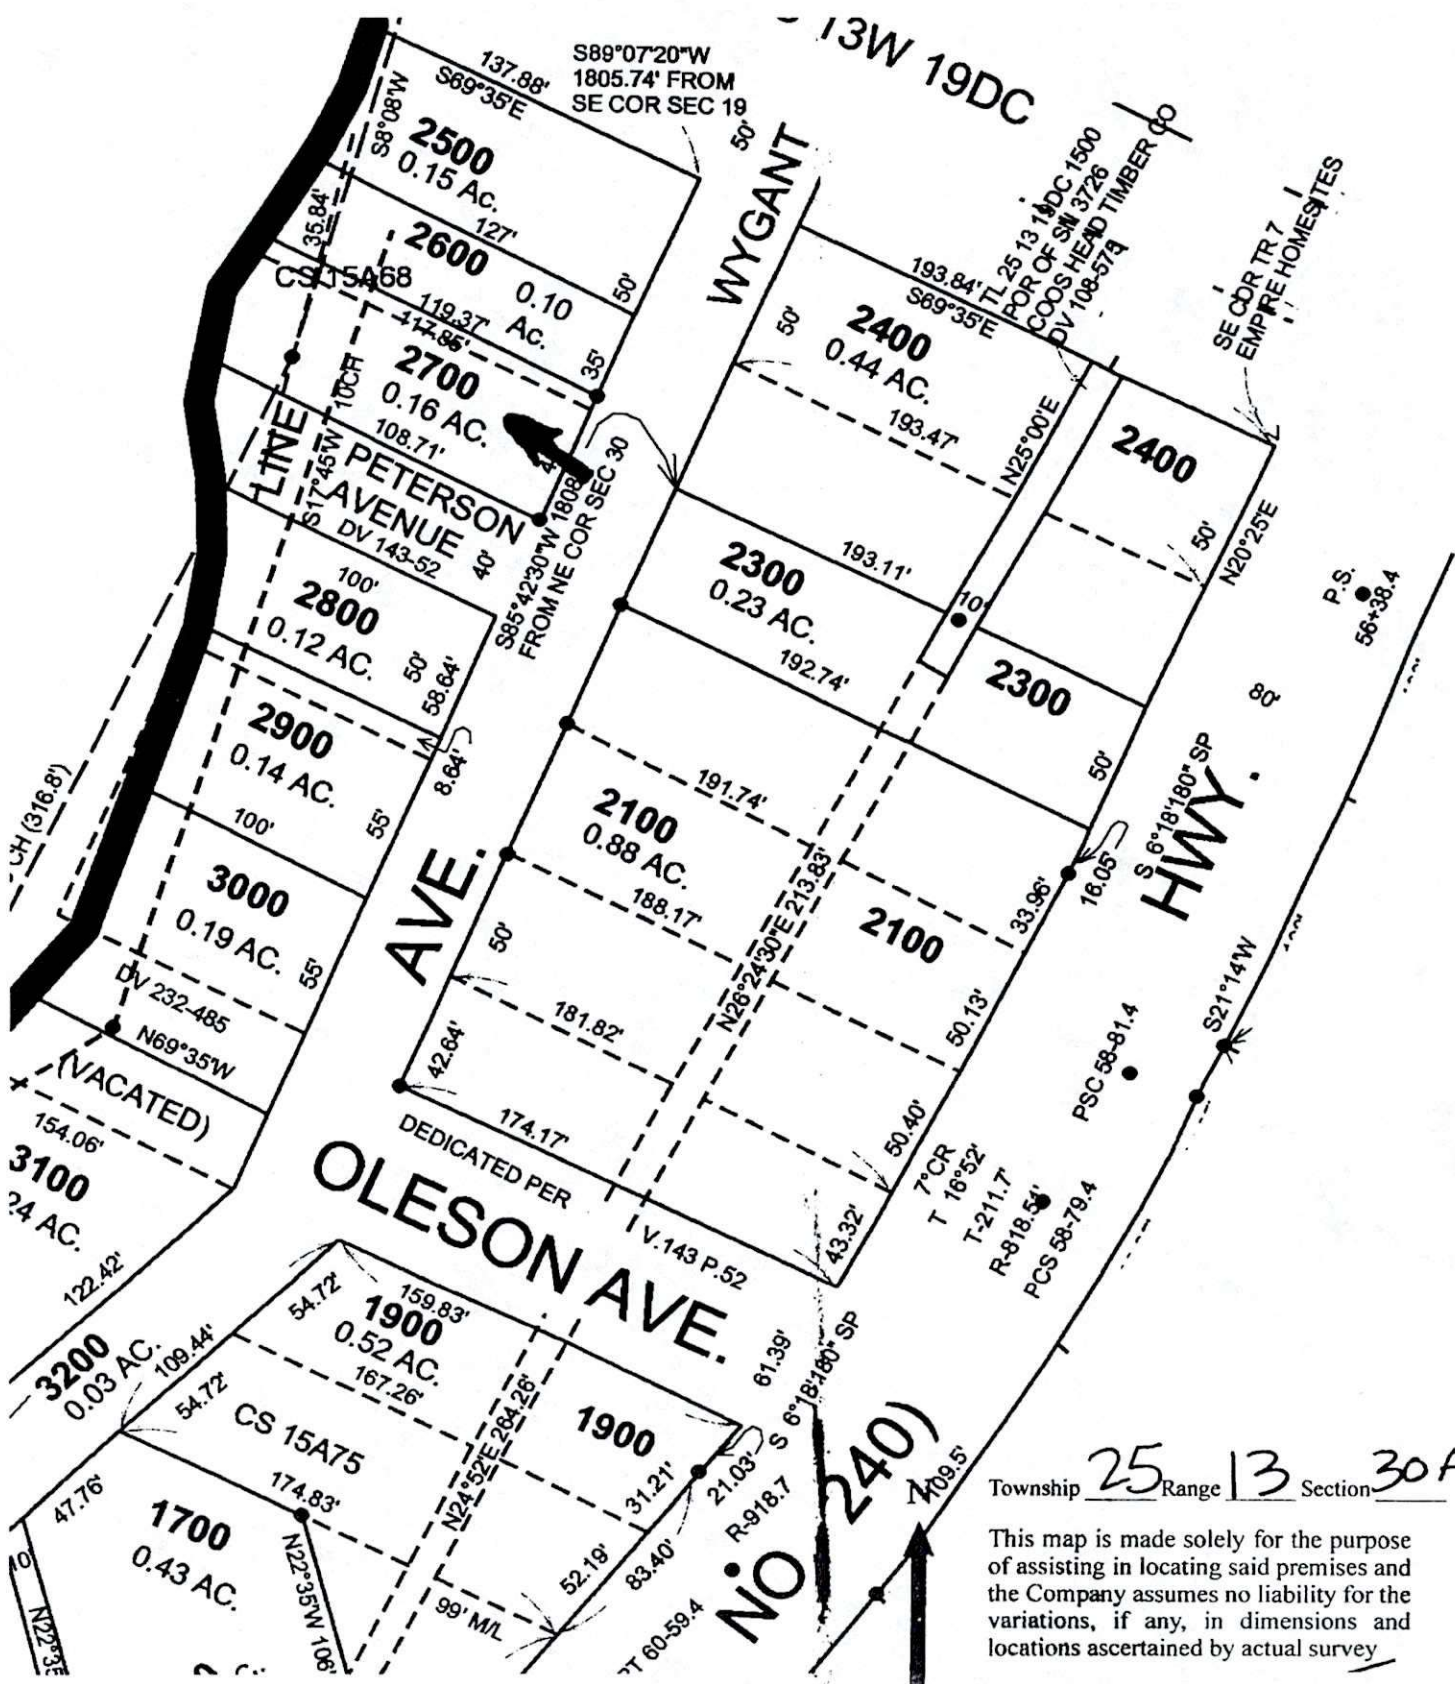 13W 19DC
S89°07'20"W
1805.74' FROM
SE COR SEC 19
137.88'
S69°35'E
S8°08'W
2500
0.15 AC.
50'
WYGANT
35.84'
127'
2600
0.10
AC.
50'
CS 15A68
119.37'
117.85'
35'
2700
0.16 AC.
10CH
108.71'
LINE
S17°45'W
PETERSON
AVENUE
DV 143-52
40'
S85°42'30"W 1808
FROM NE COR SEC 30
TL 25 13 19DC 1500
POR OF SN 3726
COOS HEAD TIMBER CO
DV 108-575
SE COR TR 7
EMPIRE HOMESITES
193.84'
S69°35'E
50'
2400
0.44 AC.
193.47'
N25°00'E
2400
50'
N20°25'E
193.11'
2300
0.23 AC.
10'
192.74'
2300
50'
P.S.
56+38.4
80'
100'
2800
0.12 AC.
50'
58.64'
2900
0.14 AC.
8.64'
55'
CH (316.8')
100'
3000
0.19 AC.
55'
DV 232-485
N69°35'W
(VACATED)
AVE.
191.74'
2100
0.88 AC.
188.17'
50'
N26°24'30"E 213.83'
2100
33.96'
16.05'
S 6°18'180" SP
HWY.
S21°14'W
181.82'
50.13'
42.64'
174.17'
50.40'
43.32'
PSC 58-81.4
7°CR
T 16°52'
T-211.7'
R-818.51'
PCS 58-79.4
154.06'
3100
24 AC.
122.42'
DEDICATED PER
V.143 P.52
OLESON AVE.
3200
0.03 AC.
109.44'
54.72'
159.83'
1900
0.52 AC.
167.26'
54.72'
CS 15A75
N24°52'E 264.26'
1900
61.39'
S 6°18'180" SP
21.03'
31.21'
R-918.7
52.19'
83.40'
47.76'
174.83'
1700
0.43 AC.
N22°35'W 106'
99' M/L
PT 60-59.4
NO 240)
109.5'
N
Township 25 Range 13 Section 30A
This map is made solely for the purpose
of assisting in locating said premises and
the Company assumes no liability for the
variations, if any, in dimensions and
locations ascertained by actual survey